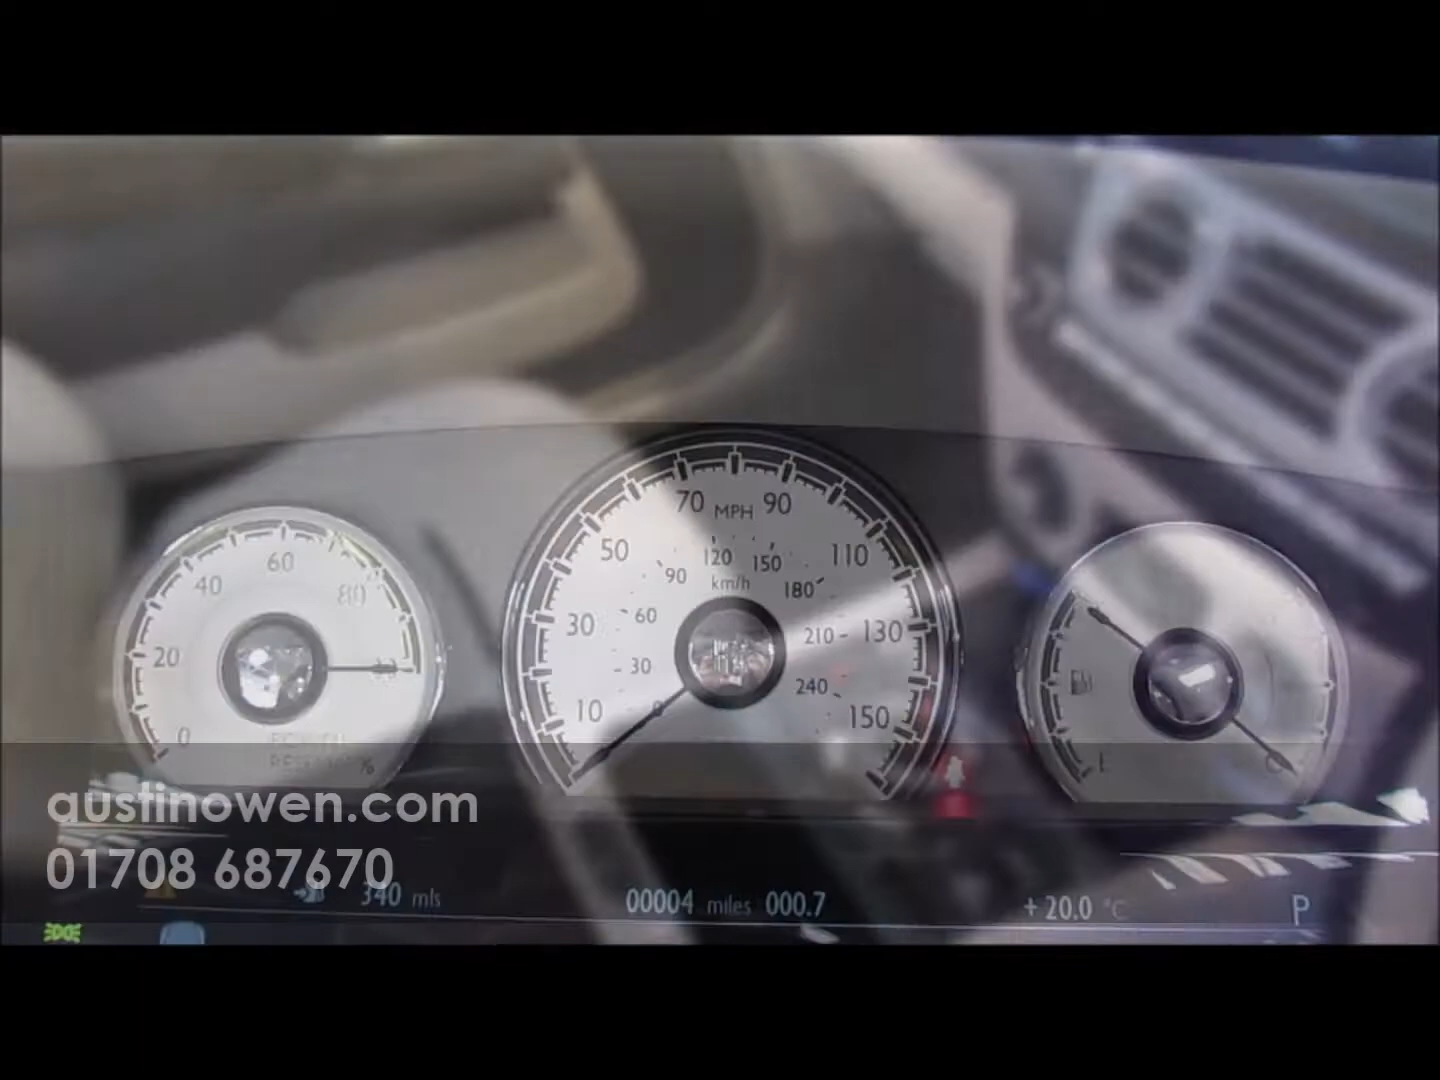 70 MPH 90
50 120 150 110
90 km/h 180
60
40 80
30 60 210 130
20 30
240
10 0 150
0
E C
austinowen.com
01708 687670
340 mls 00004 miles 000.7 +20.0 °C P